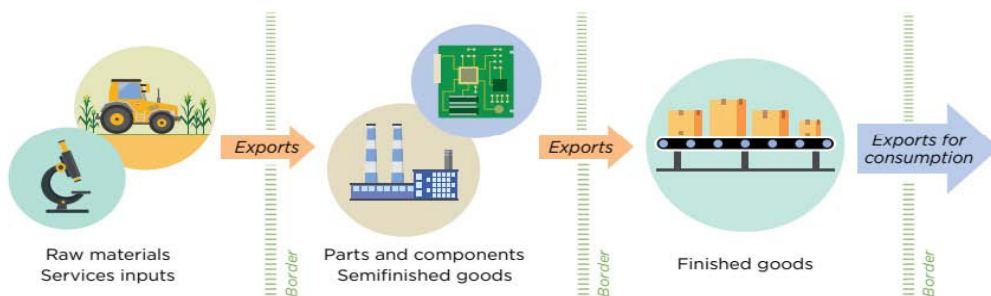 Exports
Exports
Exports for
consumption
Raw materials
Services inputs
Border
Parts and components
Semifinished goods
Border
Finished goods
Border